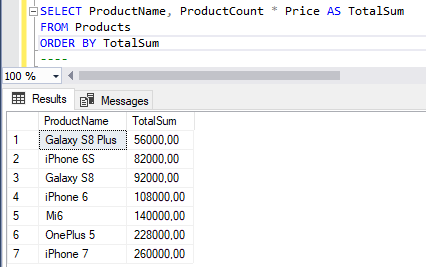 SELECT ProductName, ProductCount * Price AS TotalSum
FROM Products
ORDER BY TotalSum
----
100 %
Results Messages
ProductName TotalSum
1 Galaxy S8 Plus 56000,00
2 iPhone 6S 82000,00
3 Galaxy S8 92000,00
4 iPhone 6 108000,00
5 Mi6 140000,00
6 OnePlus 5 228000,00
7 iPhone 7 260000,00